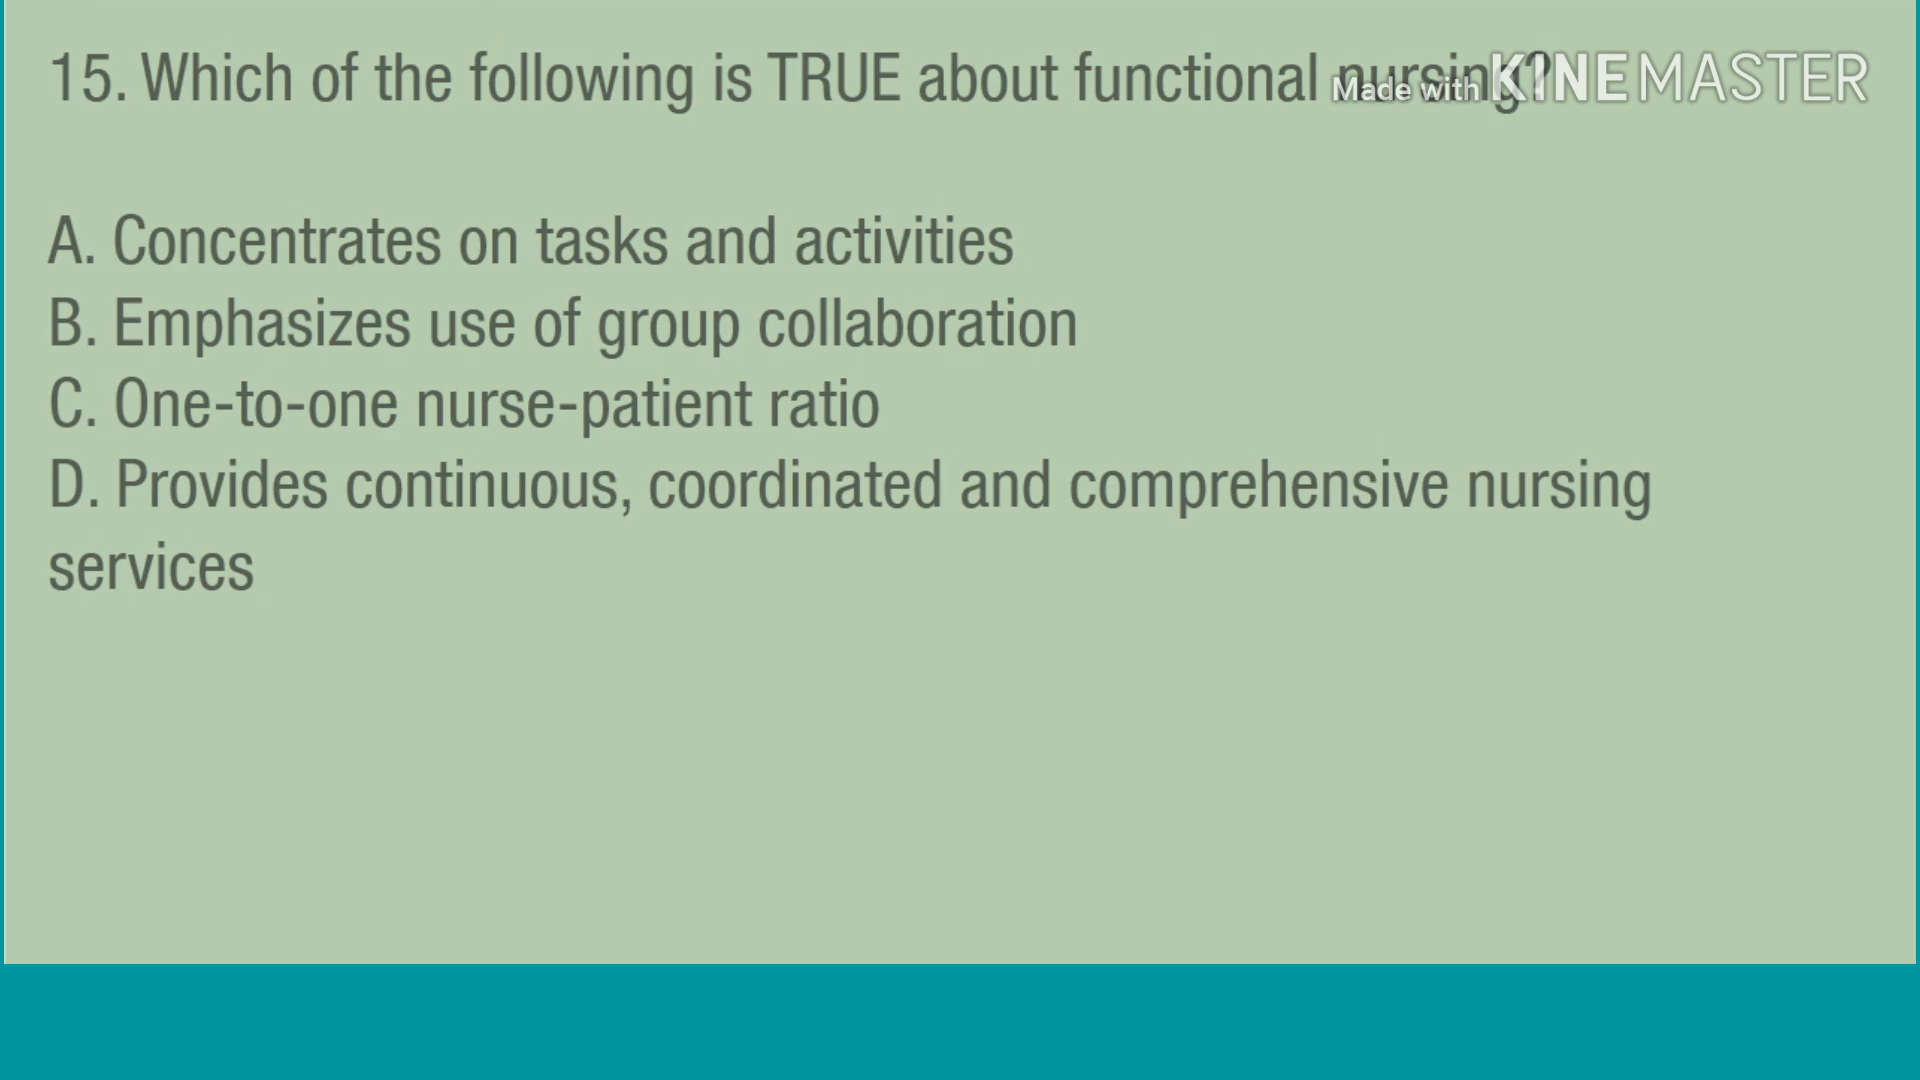 15. Which of the following is TRUE about functional nursing?
Made with KINEMASTER
A. Concentrates on tasks and activities
B. Emphasizes use of group collaboration
C. One-to-one nurse-patient ratio
D. Provides continuous, coordinated and comprehensive nursing
services